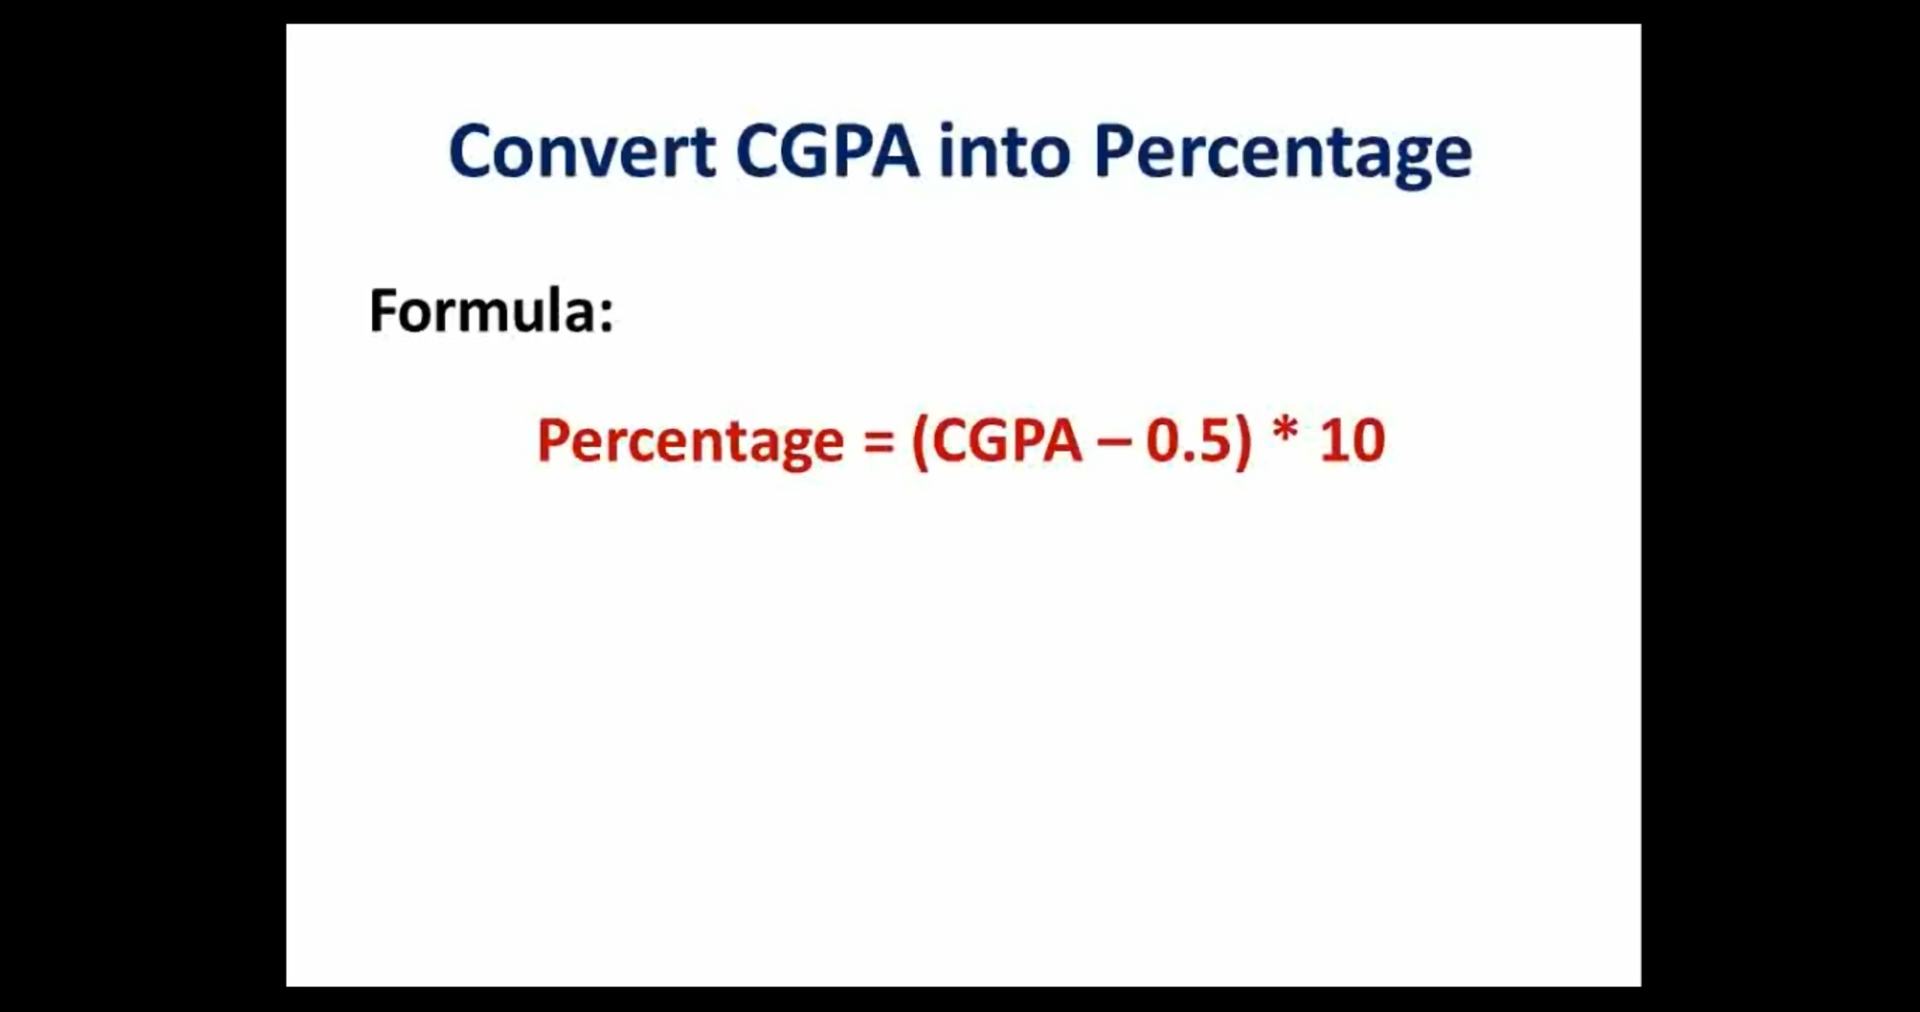 Convert CGPA into Percentage
Formula:
Percentage = (CGPA – 0.5) * 10